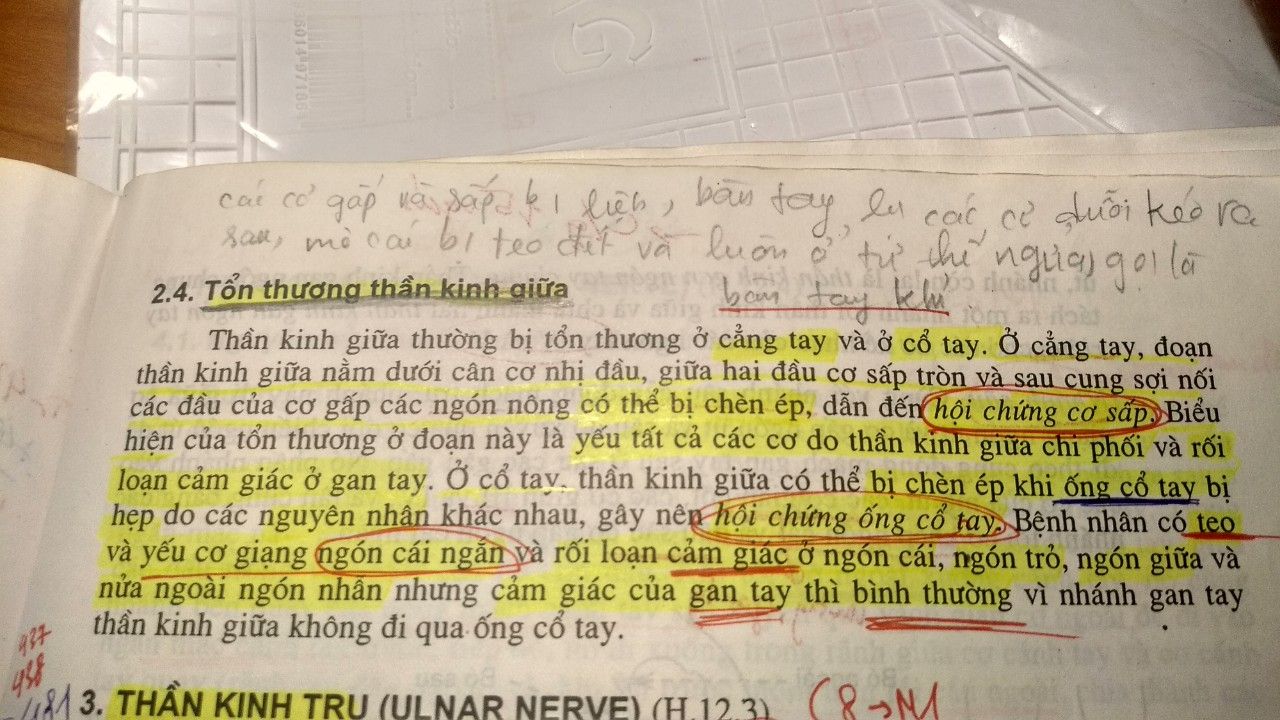 các cơ gấp và sấp bị liệt, bàn tay bị các cơ duỗi kéo ra
sau, mô cái bị teo đét và luôn ở tư thế ngửa, gọi là
bàn tay khỉ
2.4. Tổn thương thần kinh giữa
Thần kinh giữa thường bị tổn thương ở cẳng tay và ở cổ tay. Ở cẳng tay, đoạn
thần kinh giữa nằm dưới cân cơ nhị đầu, giữa hai đầu cơ sấp tròn và sau cung sợi nối
các đầu của cơ gấp các ngón nông có thể bị chèn ép, dẫn đến hội chứng cơ sấp. Biểu
hiện của tổn thương ở đoạn này là yếu tất cả các cơ do thần kinh giữa chi phối và rối
loạn cảm giác ở gan tay. Ở cổ tay, thần kinh giữa có thể bị chèn ép khi ống cổ tay bị
hẹp do các nguyên nhân khác nhau, gây nên hội chứng ống cổ tay. Bệnh nhân có teo
và yếu cơ giạng ngón cái ngắn và rối loạn cảm giác ở ngón cái, ngón trỏ, ngón giữa và
nửa ngoài ngón nhân nhưng cảm giác của gan tay thì bình thường vì nhánh gan tay
thần kinh giữa không đi qua ống cổ tay.
437
438
481
3. THẦN KINH TRỤ (ULNAR NERVE) (H.12.3) C8→N1